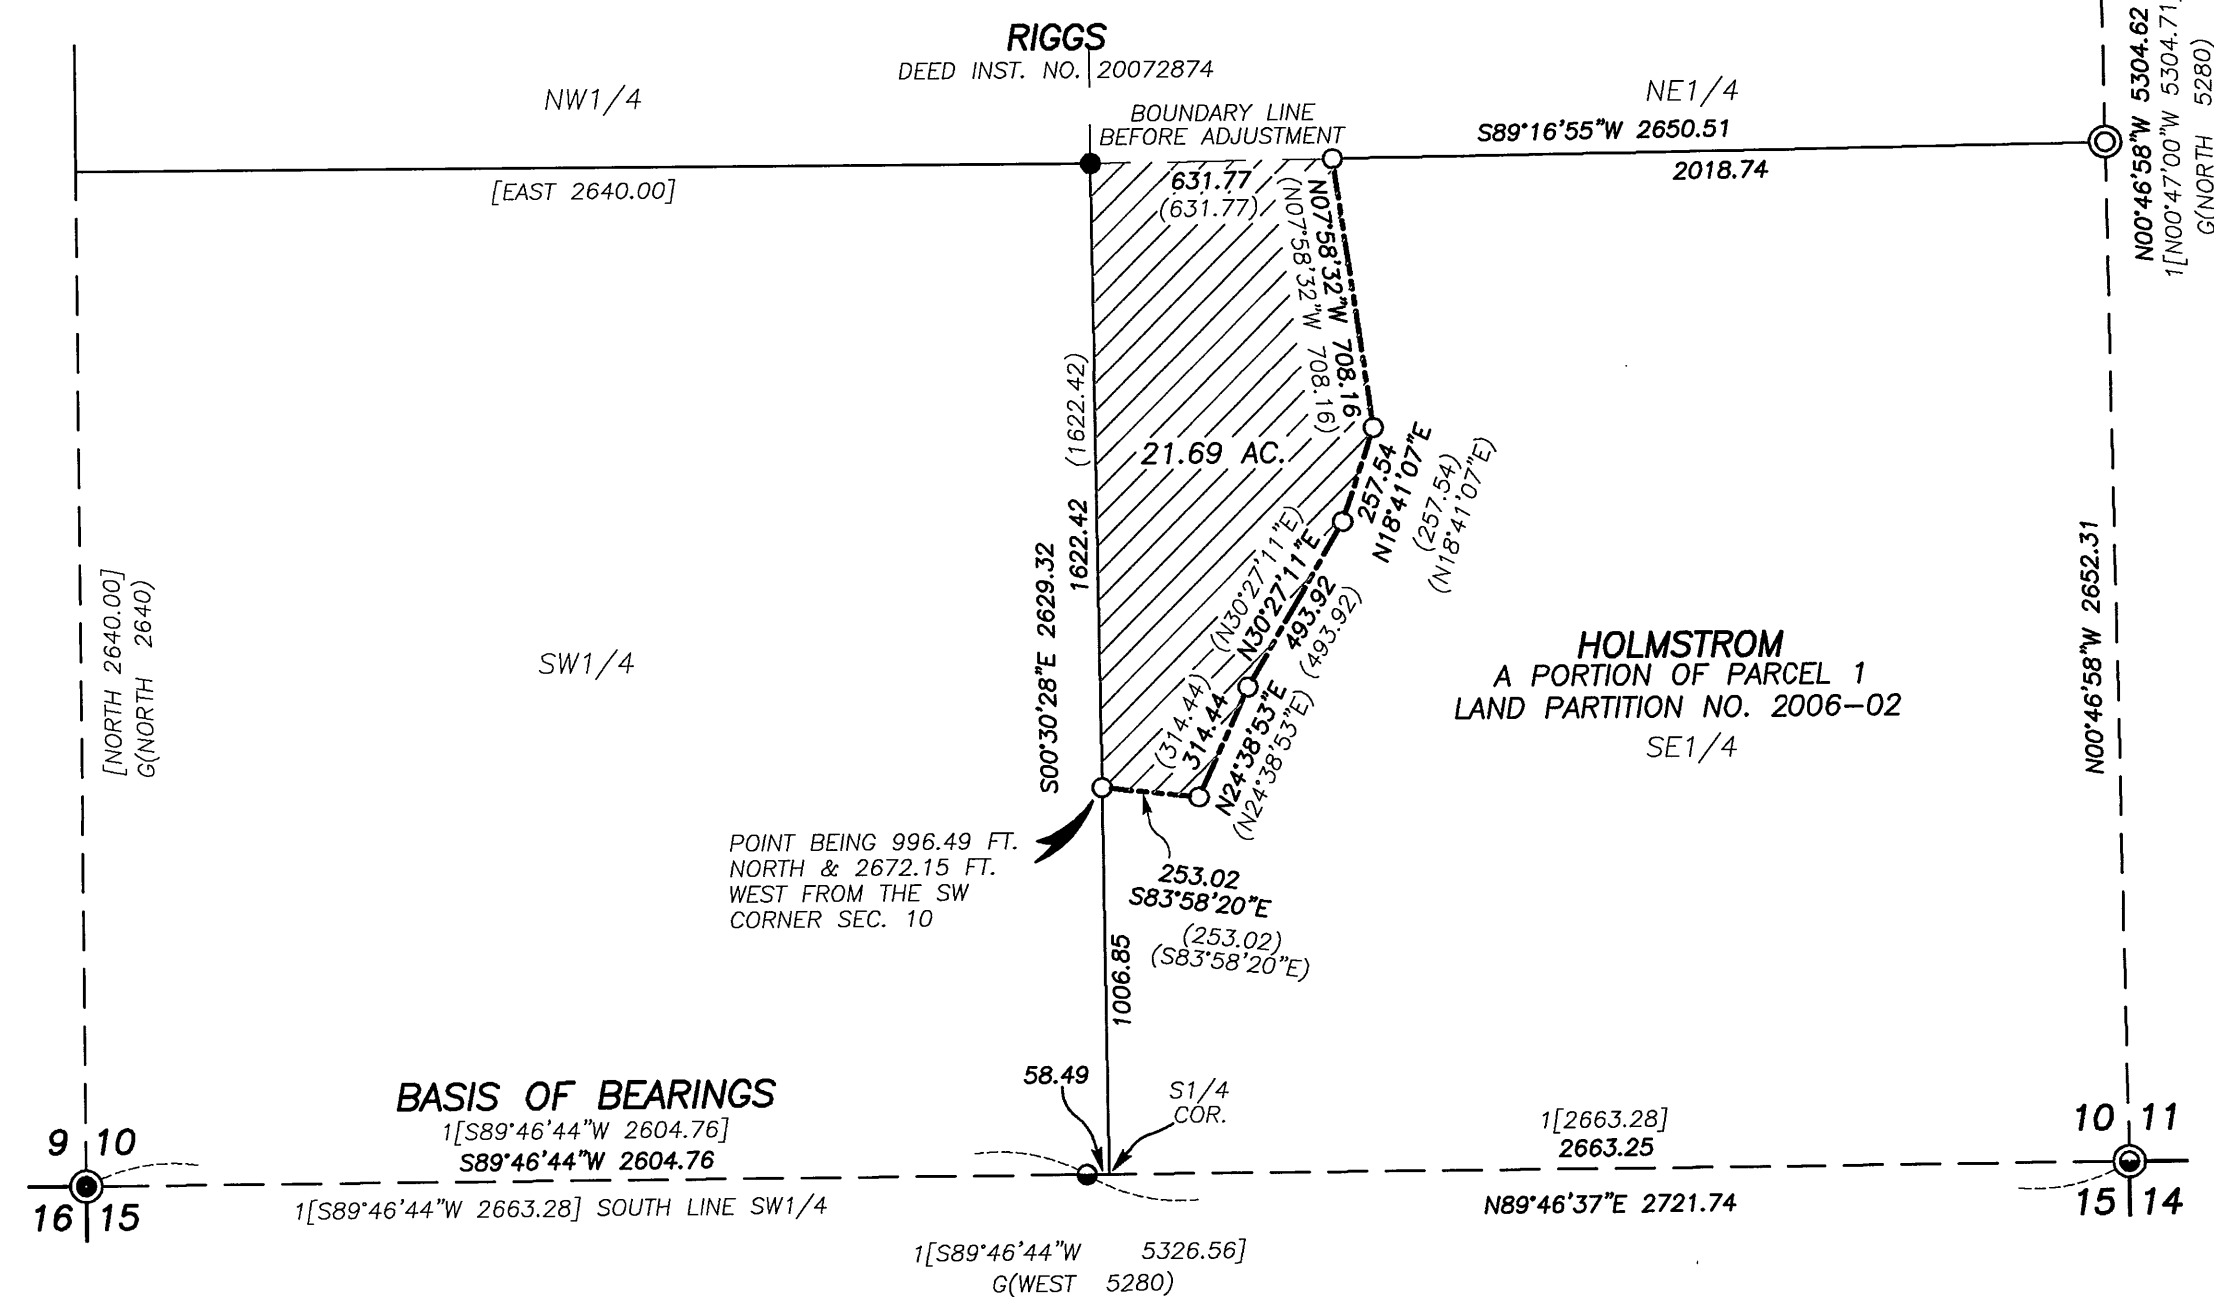 RIGGS
DEED INST. NO. 20072874
NW1/4
NE1/4
BOUNDARY LINE
BEFORE ADJUSTMENT
S89°16'55"W 2650.51
2018.74
[EAST 2640.00]
631.77
(631.77)
N00°46'58"W 5304.62
1[N00°47'00"W 5304.71]
G(NORTH 5280)
N07°58'32"W 708.16
(N07°58'32"W 708.16)
(1622.42)
1622.42
S00°30'28"E 2629.32
21.69 AC.
257.54
N18°41'07"E
(257.54)
(N18°41'07"E)
(N30°27'11"E)
N30°27'11"E
493.92
(493.92)
(314.44)
314.44
N24°38'53"E
(N24°38'53"E)
[NORTH 2640.00]
G(NORTH 2640)
SW1/4
HOLMSTROM
A PORTION OF PARCEL 1
LAND PARTITION NO. 2006-02
SE1/4
N00°46'58"W 2652.31
POINT BEING 996.49 FT.
NORTH & 2672.15 FT.
WEST FROM THE SW
CORNER SEC. 10
253.02
S83°58'20"E
(253.02)
(S83°58'20"E)
1006.85
58.49
S1/4
COR.
BASIS OF BEARINGS
1[S89°46'44"W 2604.76]
S89°46'44"W 2604.76
1[S89°46'44"W 2663.28] SOUTH LINE SW1/4
1[2663.28]
2663.25
N89°46'37"E 2721.74
9 10
16 15
10 11
15 14
1[S89°46'44"W 5326.56]
G(WEST 5280)